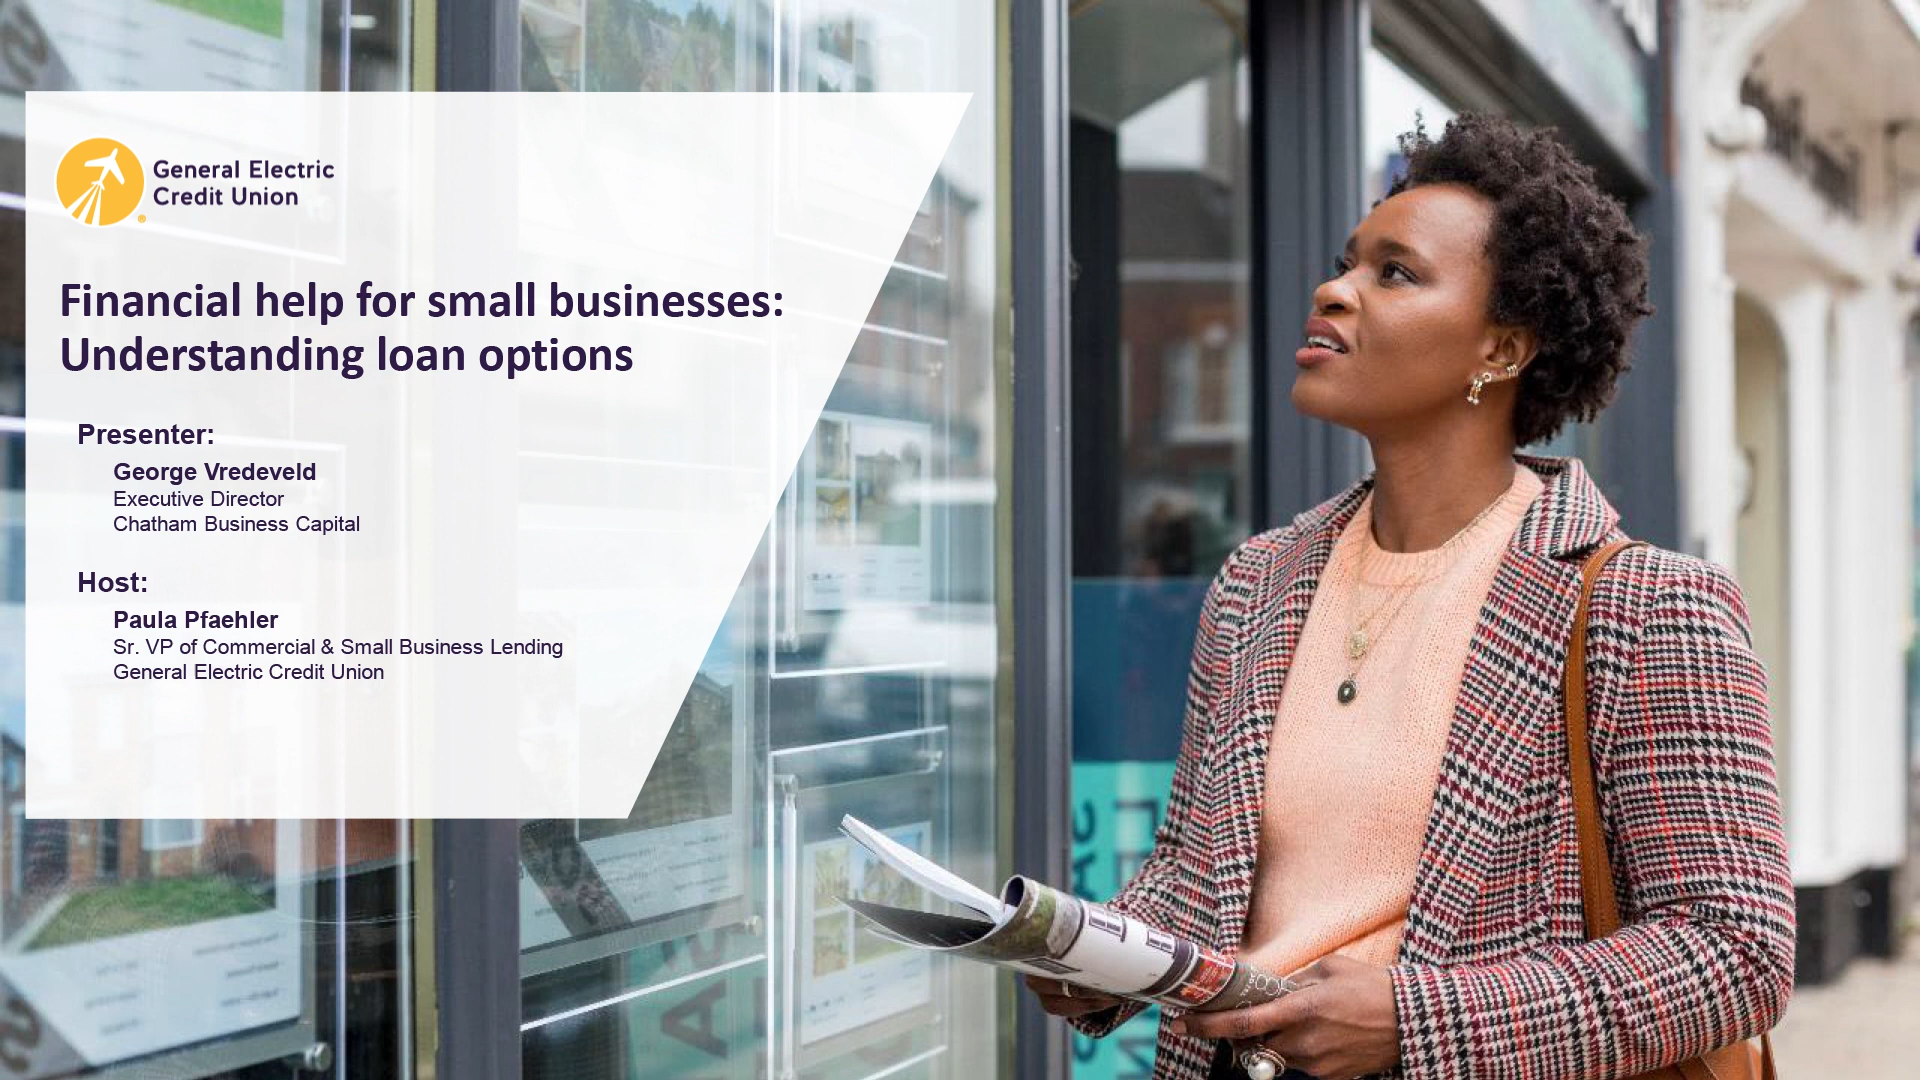 General Electric
Credit Union
®
Financial help for small businesses:
Understanding loan options
Presenter:
George Vredeveld
Executive Director
Chatham Business Capital
Host:
Paula Pfaehler
Sr. VP of Commercial & Small Business Lending
General Electric Credit Union